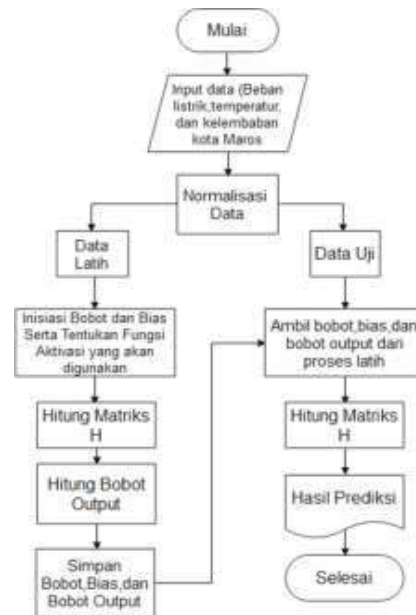 Mulai
Input data (Beban
listrik,temperatur,
dan kelembaban
kota Maros
Normalisasi
Data
Data
Latih
Inisiasi Bobot dan Bias
Serta Tentukan Fungsi
Aktivasi yang akan
digunakan
Hitung Matriks
H
Hitung Bobot
Output
Simpan
Bobot,Bias,dan
Bobot Output
Data Uji
Ambil bobot,bias,dan
bobot output dari
proses latih
Hitung Matriks
H
Hasil Prediksi
Selesai